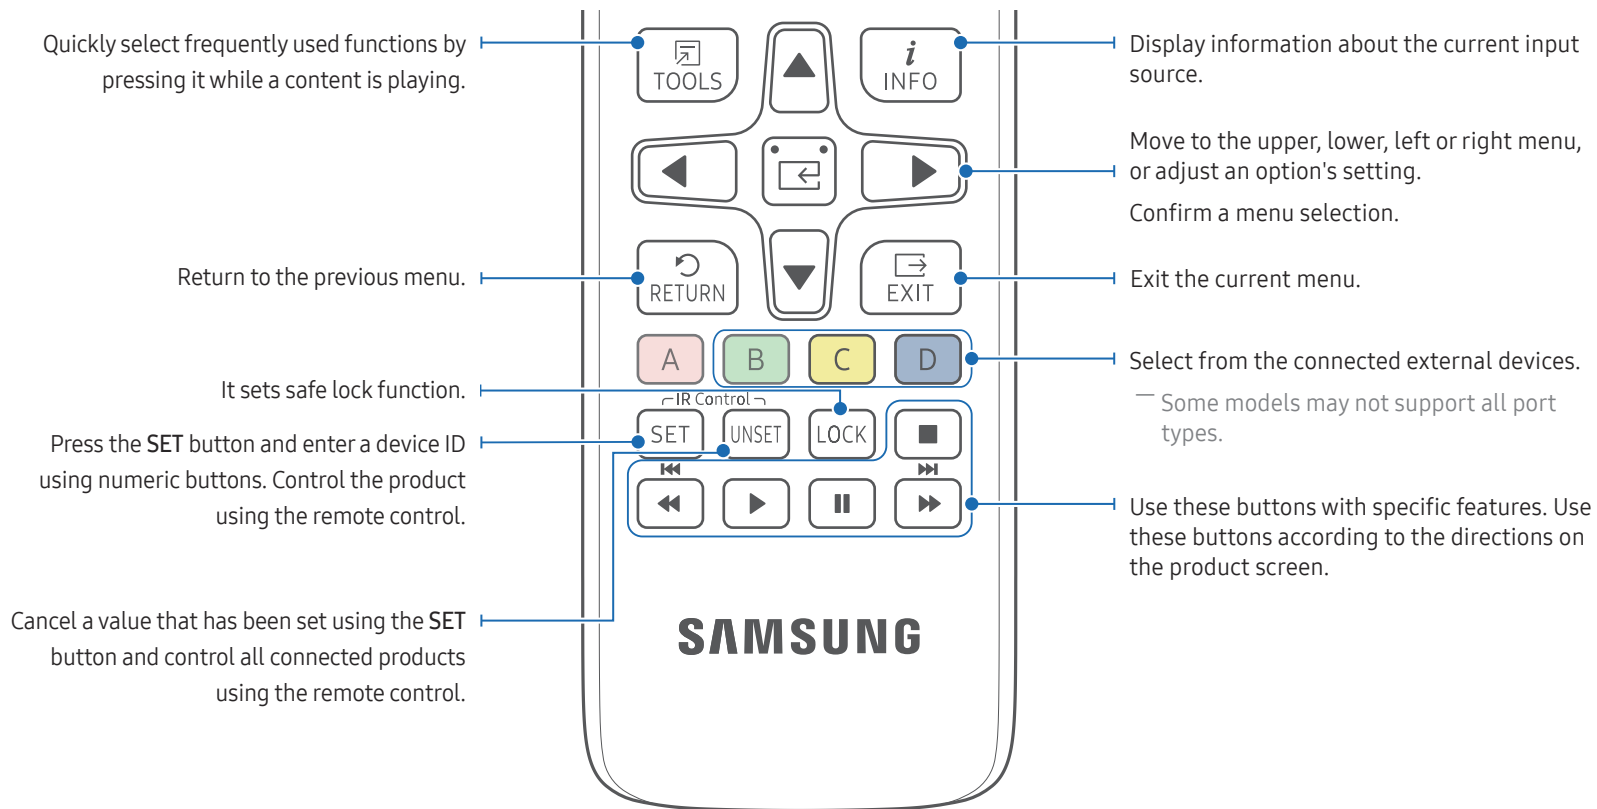 Quickly select frequently used functions by
pressing it while a content is playing.
TOOLS
i
INFO
Display information about the current input
source.
Move to the upper, lower, left or right menu,
or adjust an option's setting.
Confirm a menu selection.
Return to the previous menu.
RETURN
EXIT
Exit the current menu.
A
B
C
D
Select from the connected external devices.
— Some models may not support all port
types.
It sets safe lock function.
IR Control
SET
UNSET
LOCK
Press the SET button and enter a device ID
using numeric buttons. Control the product
using the remote control.
Use these buttons with specific features. Use
these buttons according to the directions on
the product screen.
Cancel a value that has been set using the SET
button and control all connected products
using the remote control.
SAMSUNG